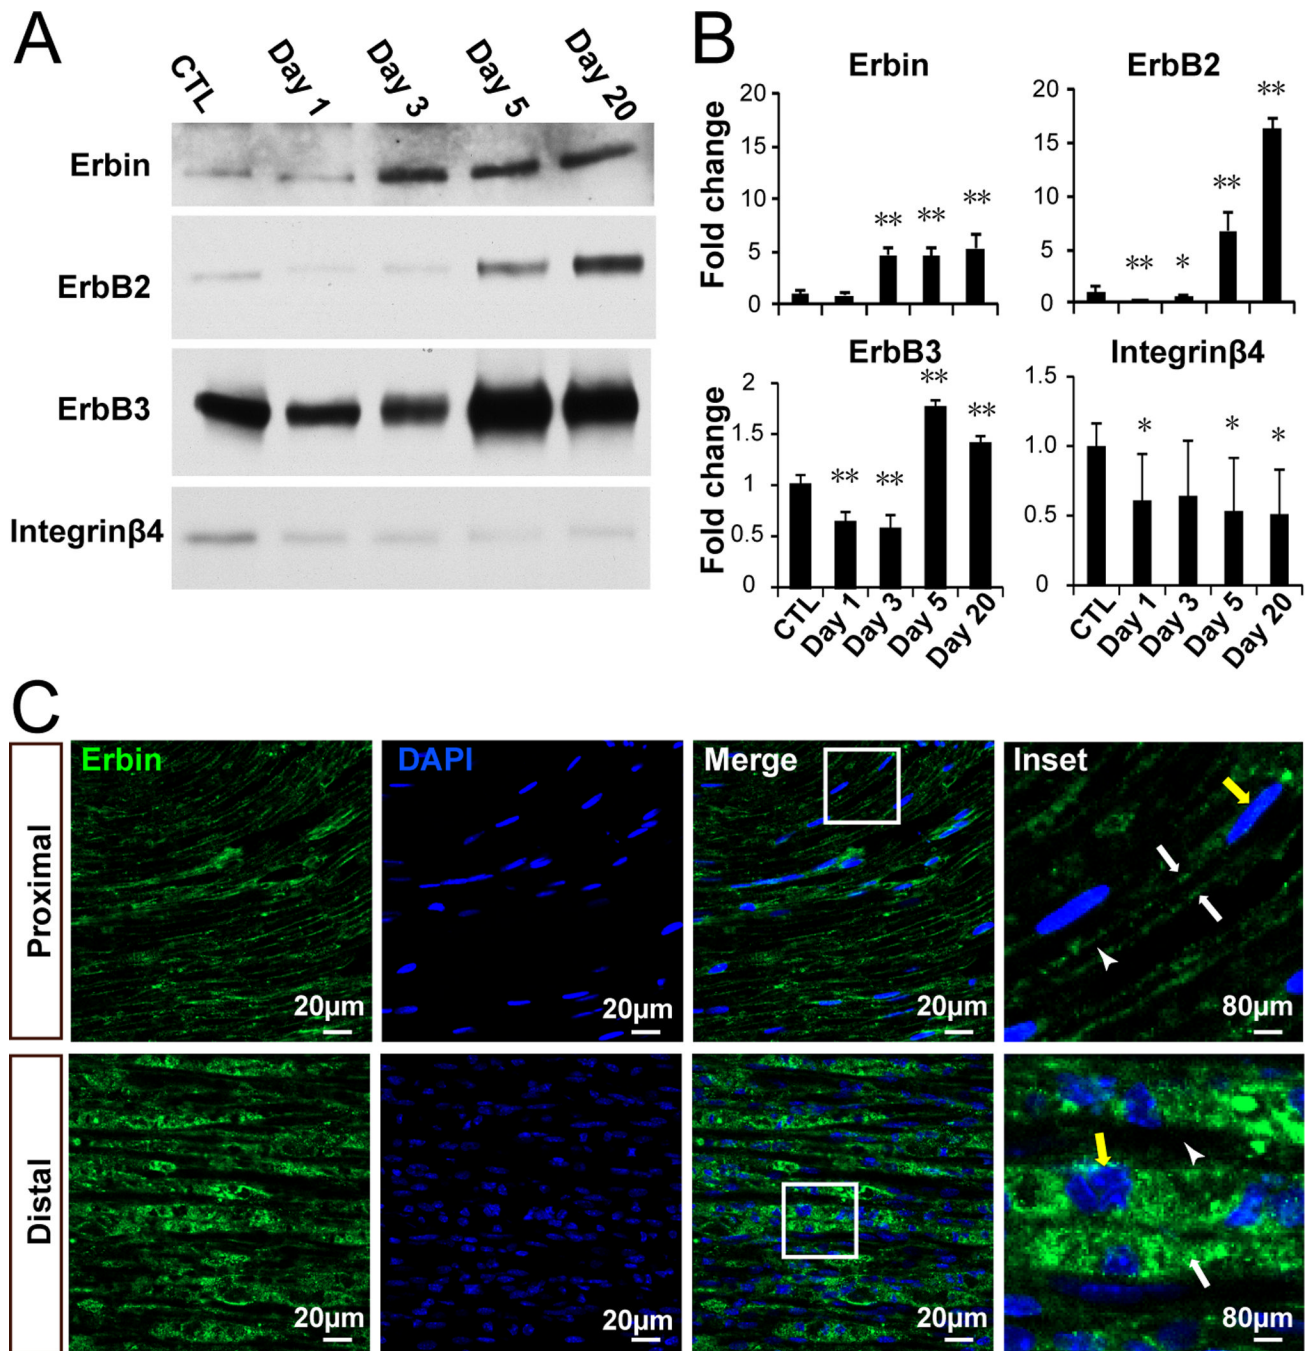 A
CTL
Day 1
Day 3
Day 5
Day 20
Erbin
ErbB2
ErbB3
Integrinβ4
B
Erbin
Fold change
20
15
10
5
0
**
**
**
ErbB2
20
15
10
5
0
**
*
**
**
ErbB3
Fold change
2
1.5
1
0.5
0
**
**
**
**
CTL
Day 1
Day 3
Day 5
Day 20
Integrinβ4
1.5
1.0
0.5
0
*
*
*
CTL
Day 1
Day 3
Day 5
Day 20
C
Proximal
Erbin
20µm
DAPI
20µm
Merge
20µm
Inset
80µm
Distal
20µm
20µm
20µm
80µm